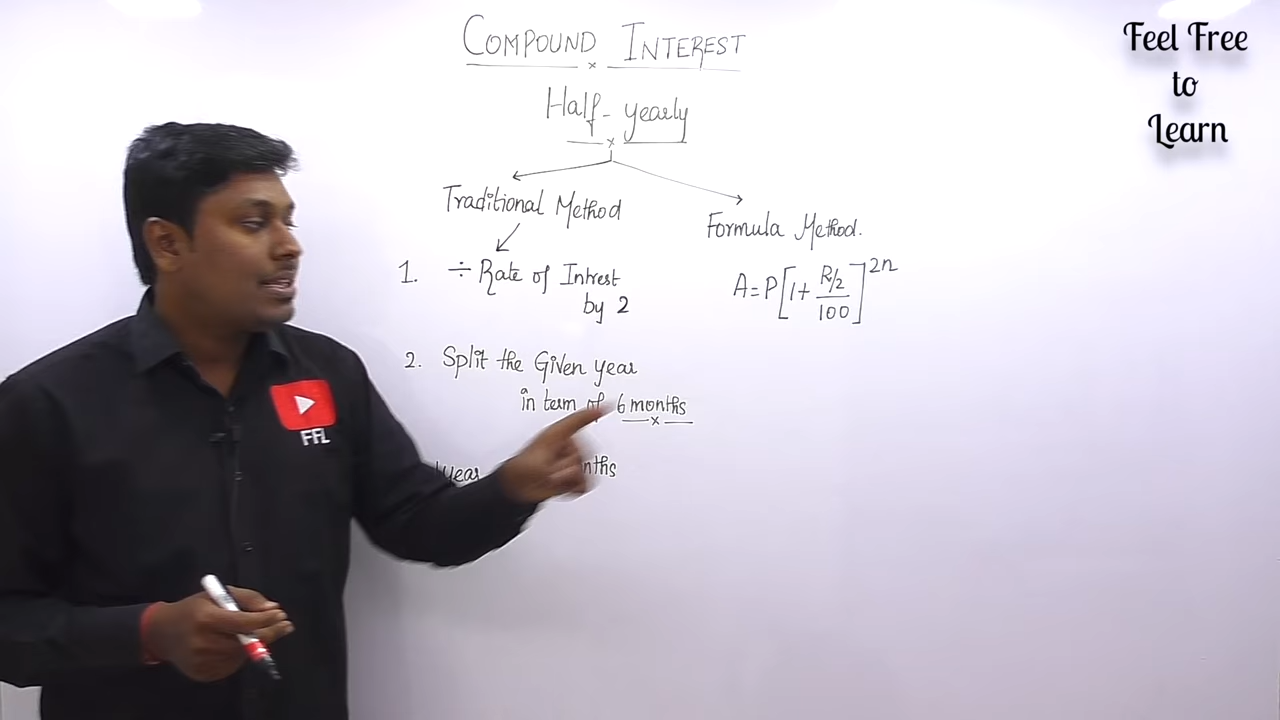 COMPOUND INTEREST
Half-yearly
Feel Free
to
Learn
Traditional Method
Formula Method.
1. ÷ Rate of Intrest
by 2
A=P[1+ R/2 / 100]^2n
2. Split the Given year
in term of 6 months
year
FFL